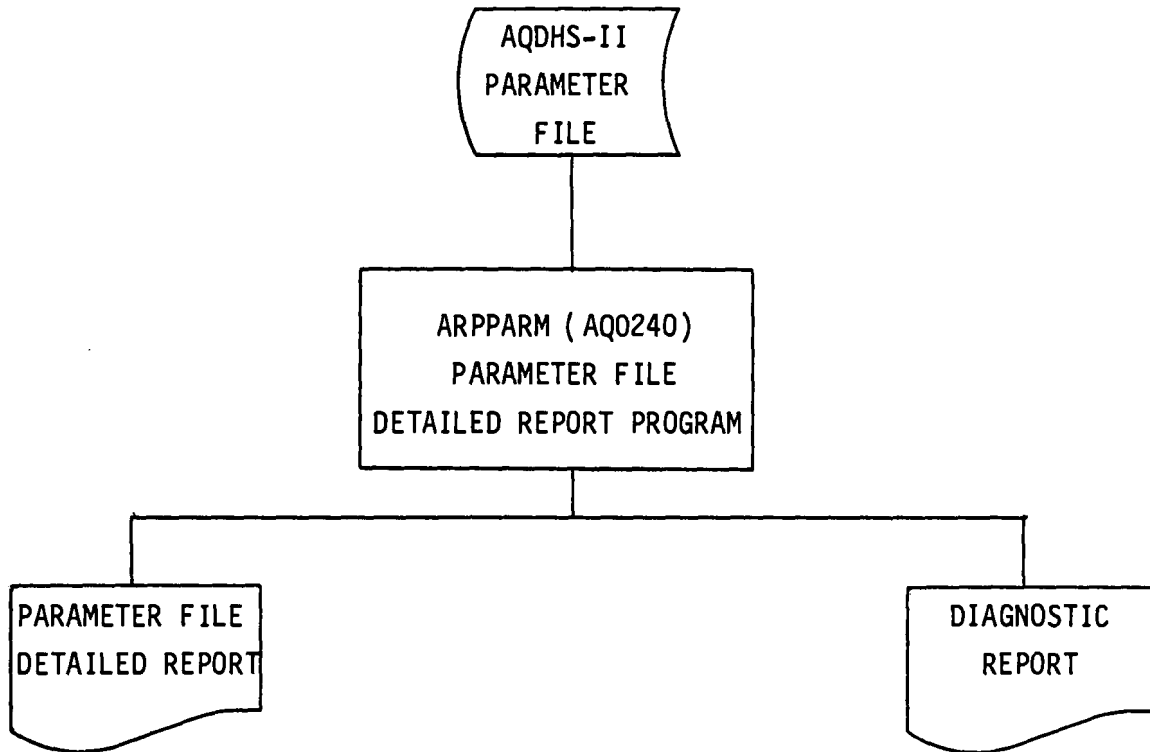 AQDHS-II
PARAMETER
FILE
ARPPARM (AQ0240)
PARAMETER FILE
DETAILED REPORT PROGRAM
PARAMETER FILE
DETAILED REPORT
DIAGNOSTIC
REPORT